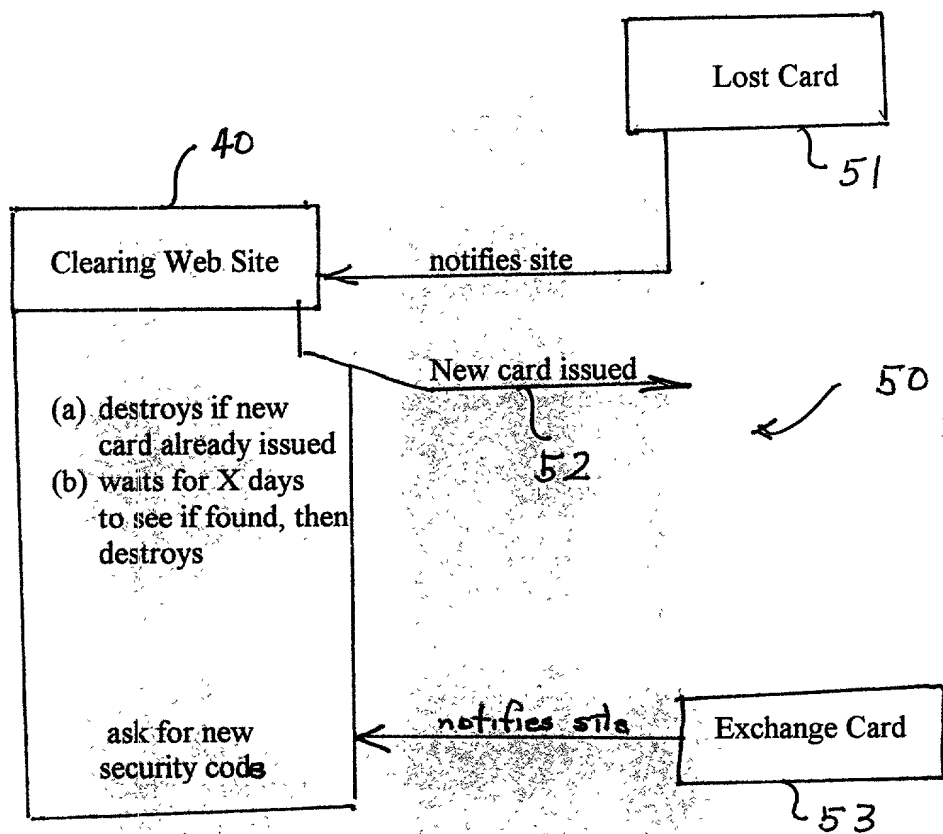 Lost Card
51
40
Clearing Web Site
notifies site
New card issued
50
52
(a) destroys if new
card already issued
(b) waits for X days
to see if found, then
destroys
notifies site
Exchange Card
53
ask for new
security code